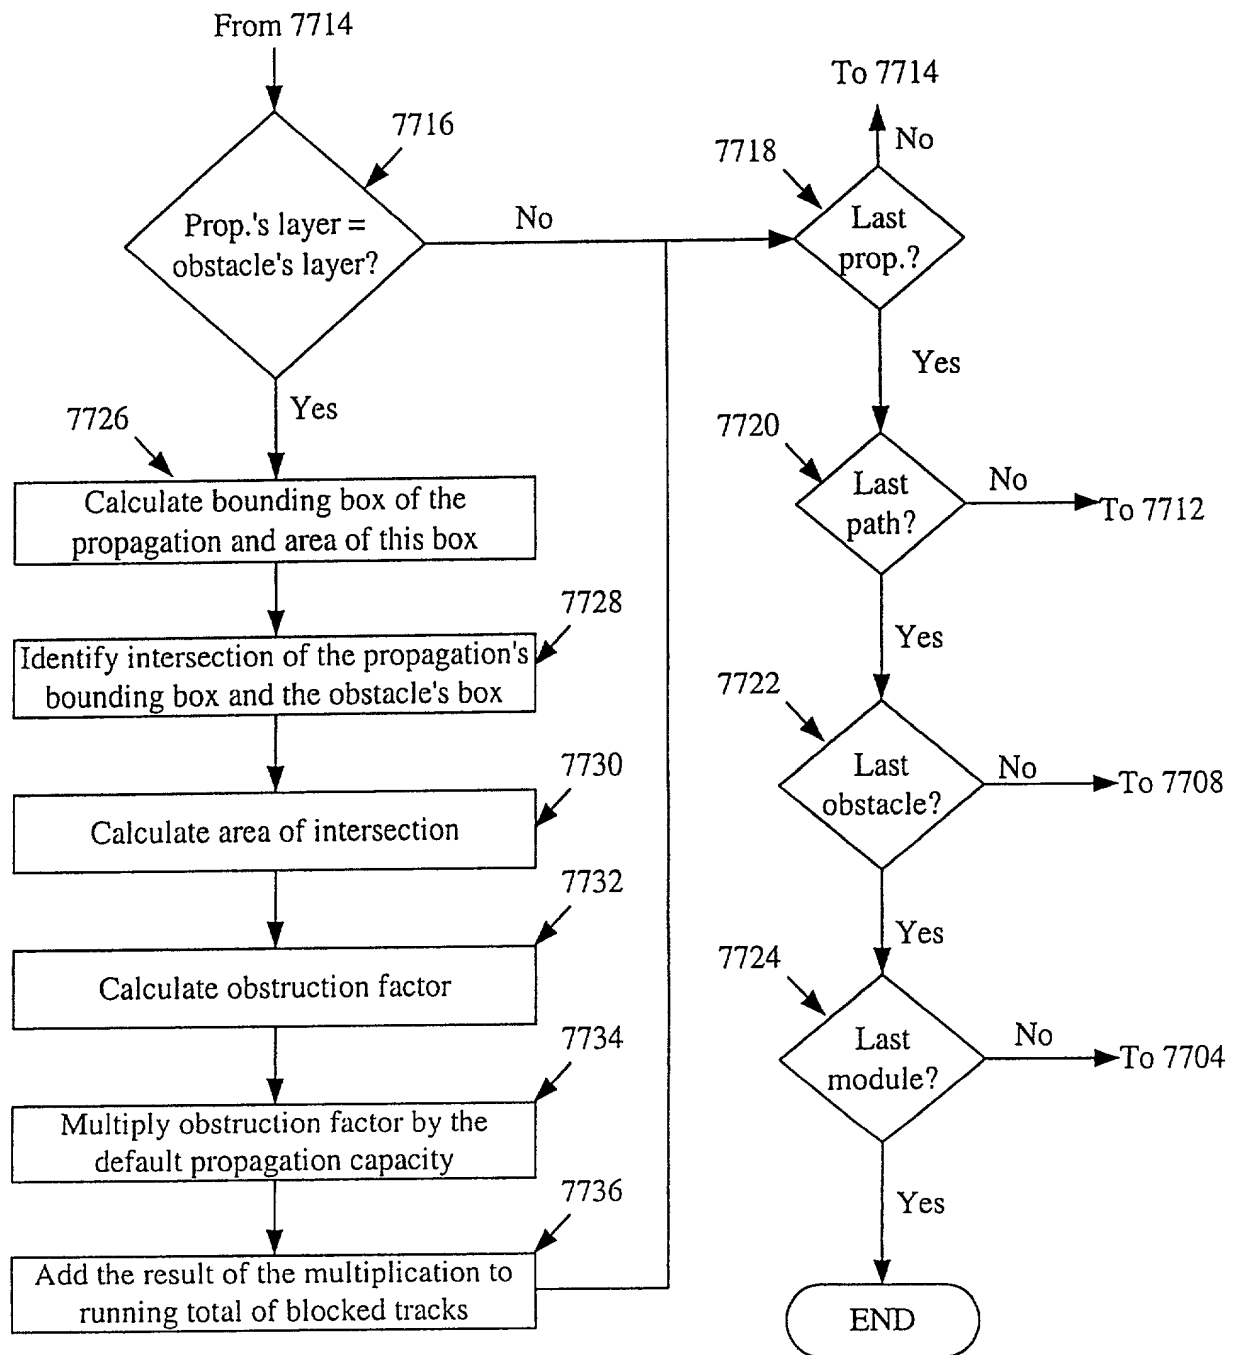 From 7714
7716
Prop.'s layer =
obstacle's layer?
No
Yes
7726
Calculate bounding box of the
propagation and area of this box
7728
Identify intersection of the propagation's
bounding box and the obstacle's box
7730
Calculate area of intersection
7732
Calculate obstruction factor
7734
Multiply obstruction factor by the
default propagation capacity
7736
Add the result of the multiplication to
running total of blocked tracks
To 7714
No
7718
Last
prop.?
Yes
7720
Last
path?
No
To 7712
Yes
7722
Last
obstacle?
No
To 7708
Yes
7724
Last
module?
No
To 7704
Yes
END